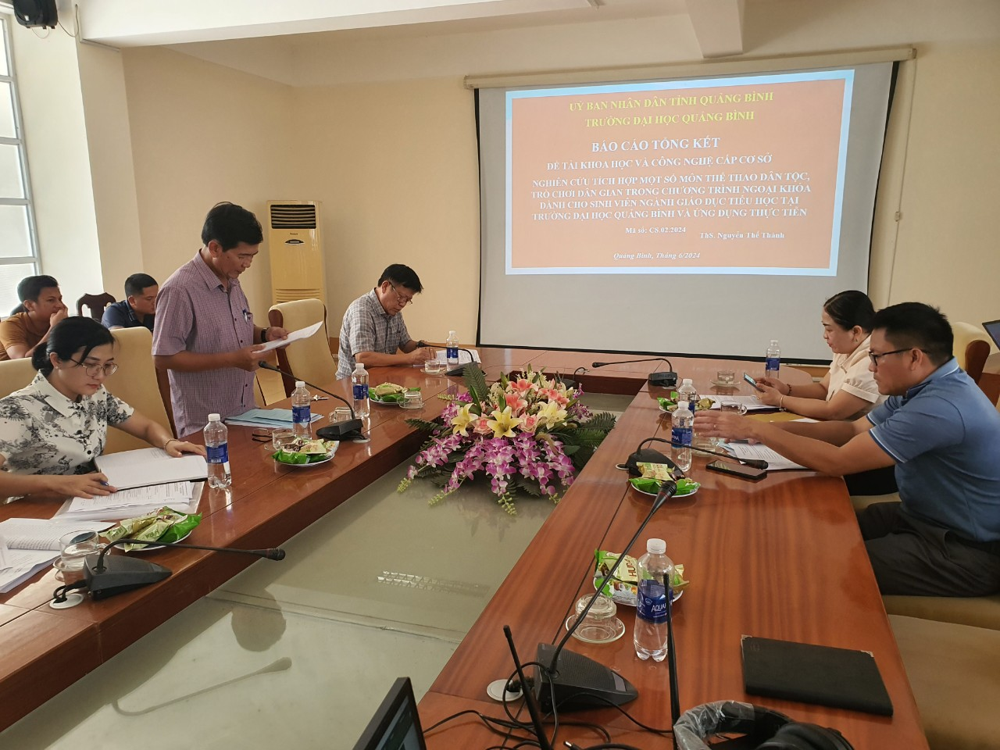 UỶ BAN NHÂN DÂN TỈNH QUẢNG BÌNH
TRƯỜNG ĐẠI HỌC QUẢNG BÌNH
BÁO CÁO TỔNG KẾT
ĐỀ TÀI KHOA HỌC VÀ CÔNG NGHỆ CẤP CƠ SỞ
NGHIÊN CỨU TÍCH HỢP MỘT SỐ MÔN THỂ THAO DÂN TỘC,
TRÒ CHƠI DÂN GIAN TRONG CHƯƠNG TRÌNH NGOẠI KHÓA
DÀNH CHO SINH VIÊN NGÀNH GIÁO DỤC TIỂU HỌC TẠI
TRƯỜNG ĐẠI HỌC QUẢNG BÌNH VÀ ỨNG DỤNG THỰC TIỄN
Mã số: CS.02.2024
ThS. Nguyễn Thế Thành
Quảng Bình, Tháng 6/2024